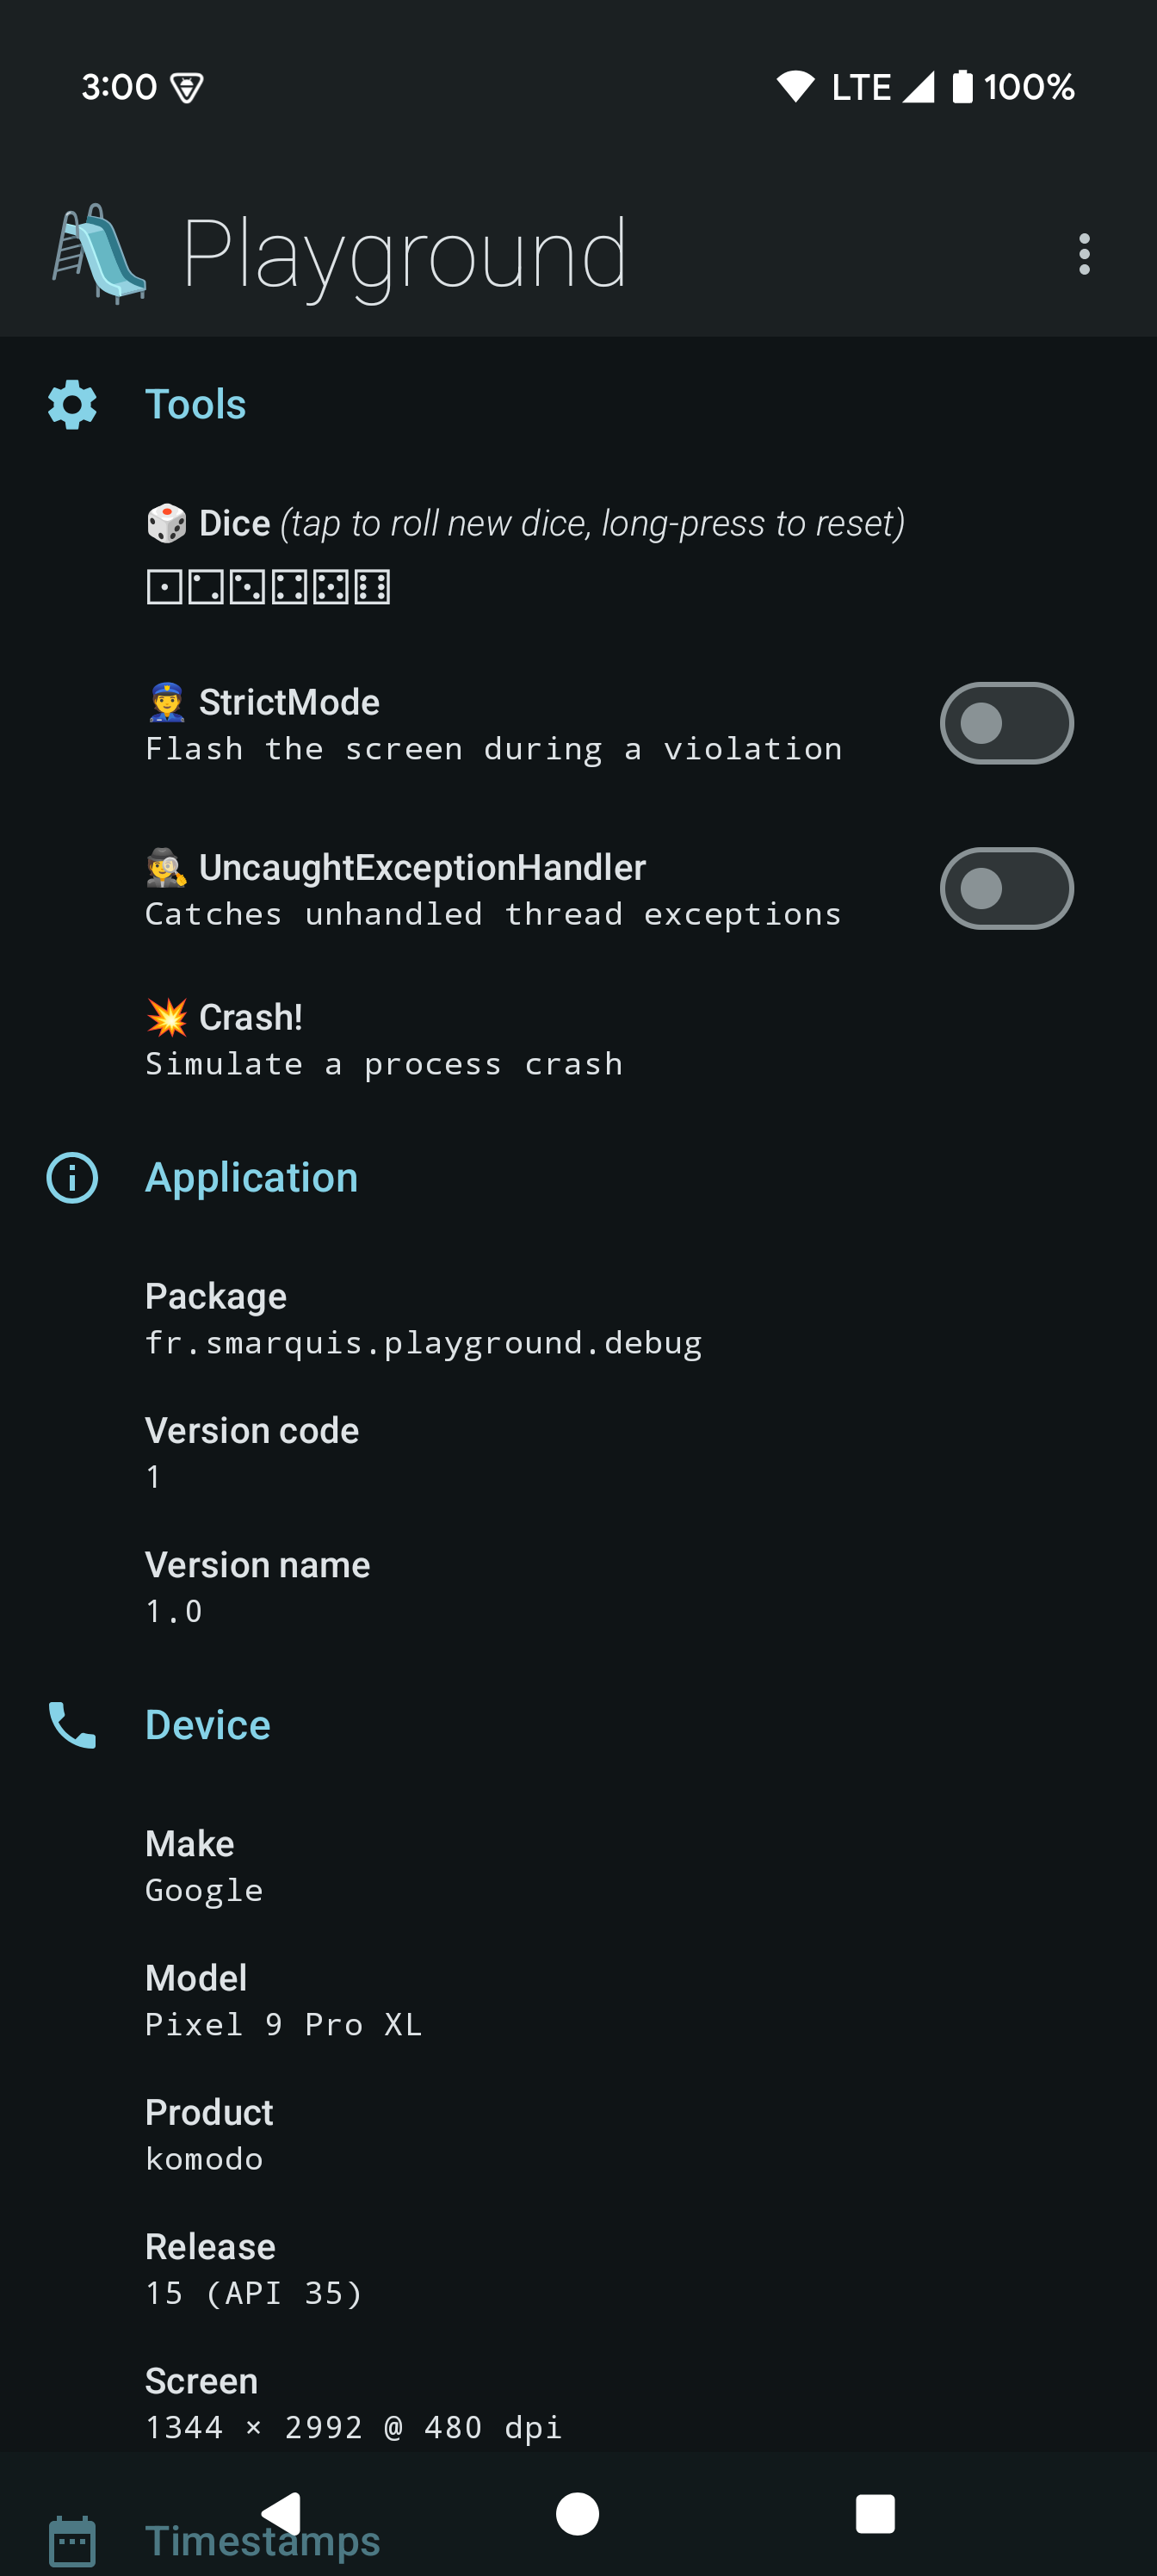 3:00 LTE 100%
Playground
Tools
🎲 Dice (tap to roll new dice, long-press to reset)
⚀⚁⚂⚃⚄⚅
👮 StrictMode
Flash the screen during a violation
🕵️ UncaughtExceptionHandler
Catches unhandled thread exceptions
💥 Crash!
Simulate a process crash
Application
Package
fr.smarquis.playground.debug
Version code
1
Version name
1.0
Device
Make
Google
Model
Pixel 9 Pro XL
Product
komodo
Release
15 (API 35)
Screen
1344 × 2992 @ 480 dpi
Timestamps